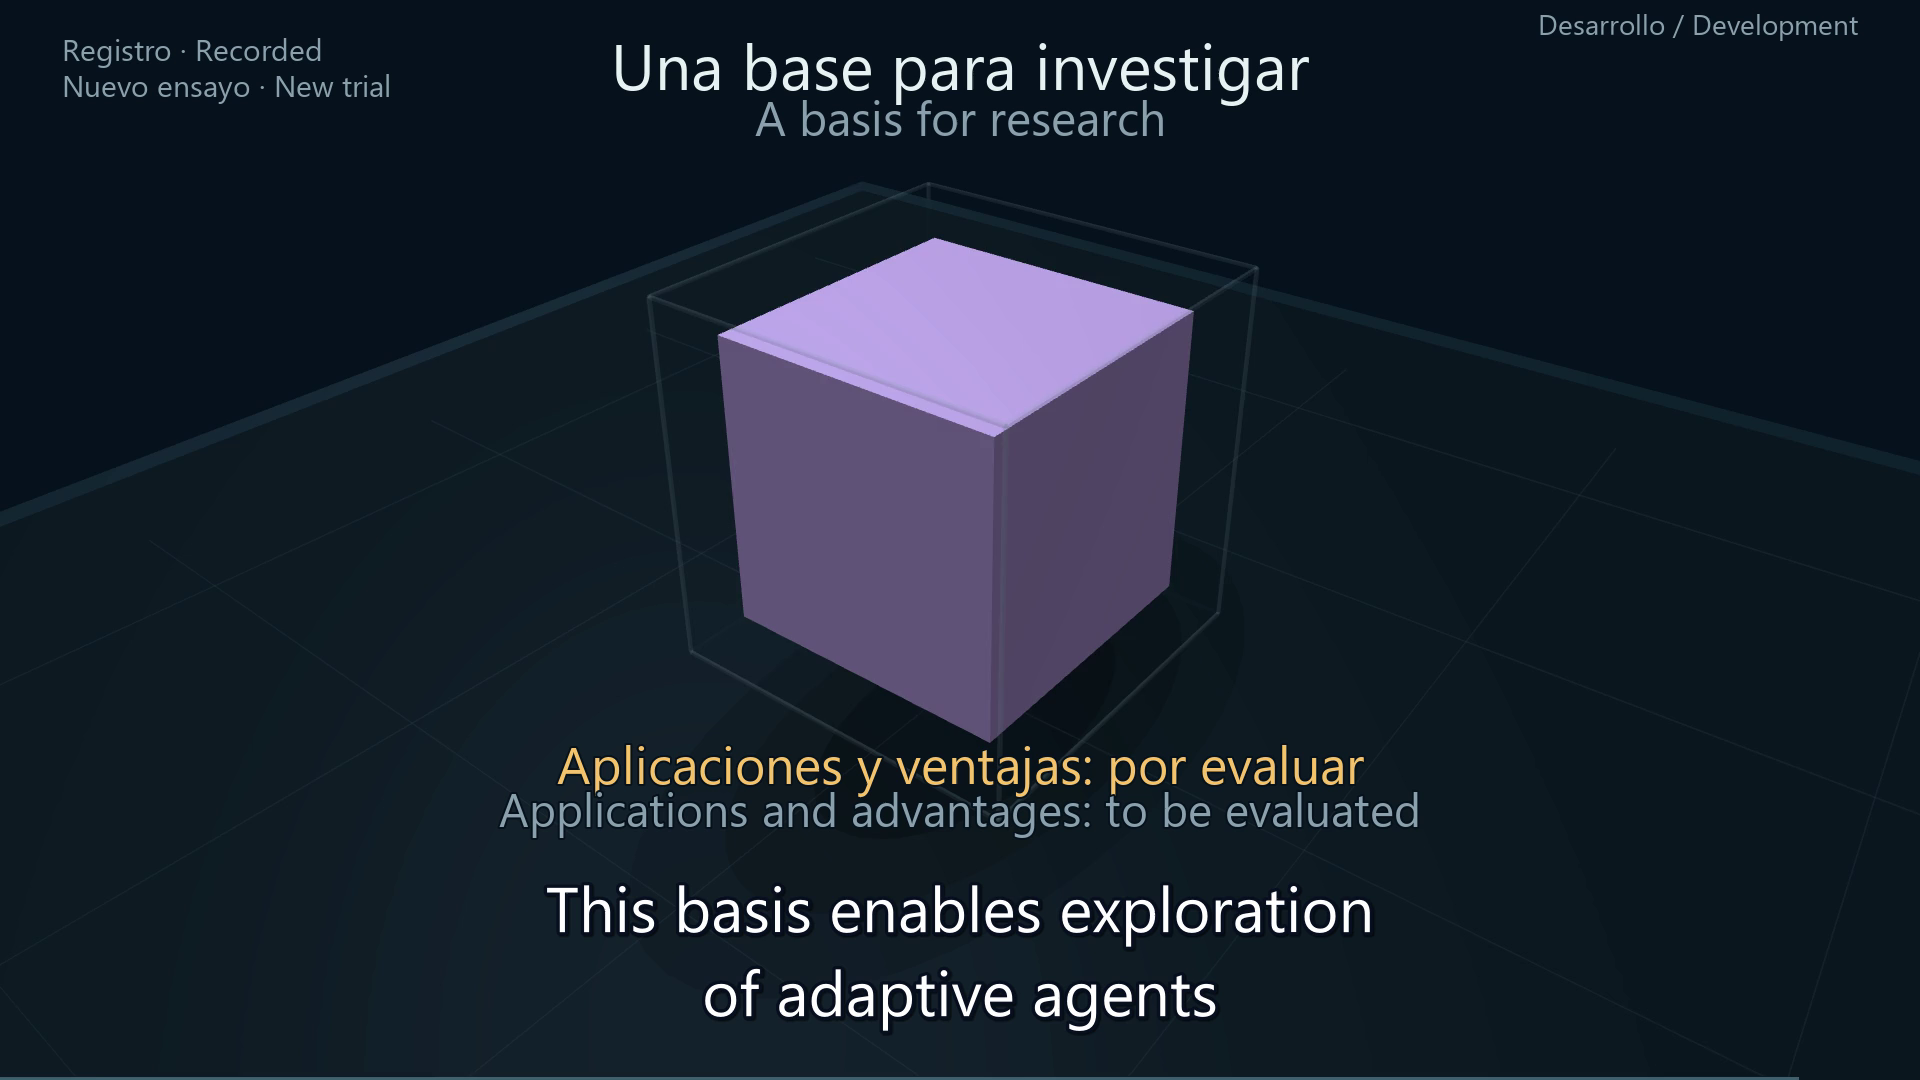 Registro · Recorded
Nuevo ensayo · New trial
Desarrollo / Development
Una base para investigar
A basis for research
Aplicaciones y ventajas: por evaluar
Applications and advantages: to be evaluated
This basis enables exploration
of adaptive agents